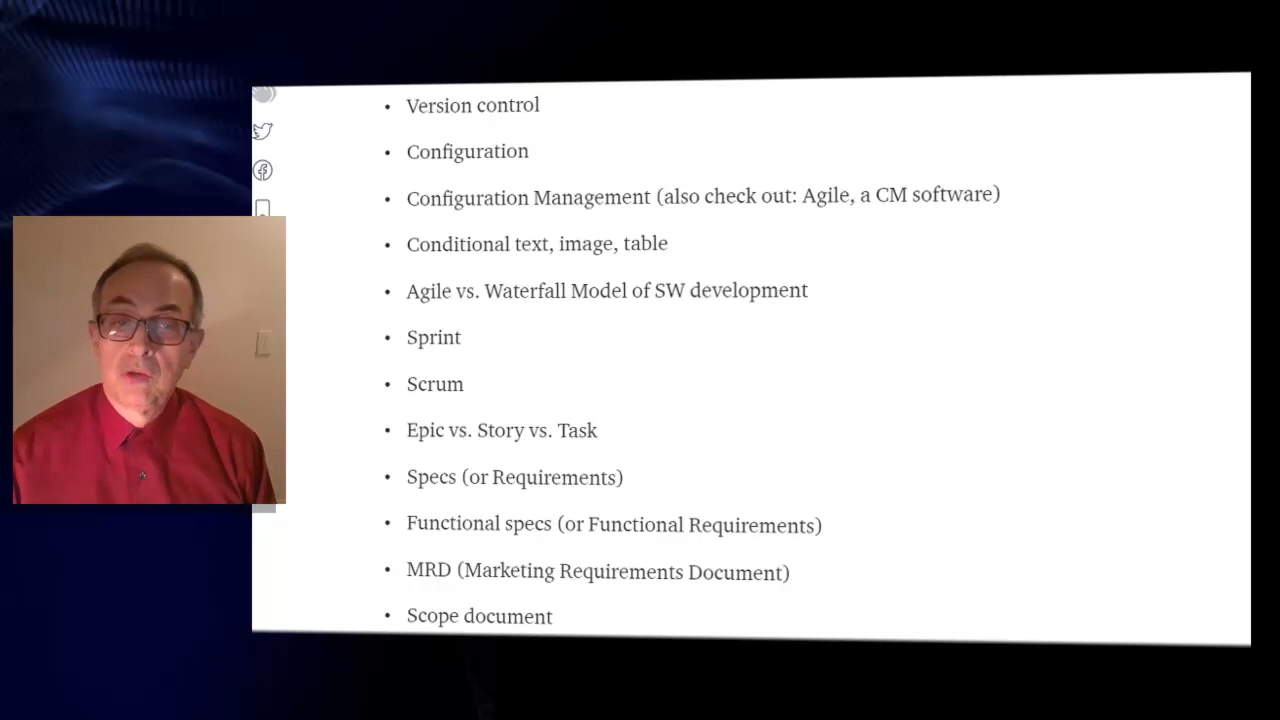 • Version control
• Configuration
• Configuration Management (also check out: Agile, a CM software)
• Conditional text, image, table
• Agile vs. Waterfall Model of SW development
• Sprint
• Scrum
• Epic vs. Story vs. Task
• Specs (or Requirements)
• Functional specs (or Functional Requirements)
• MRD (Marketing Requirements Document)
• Scope document